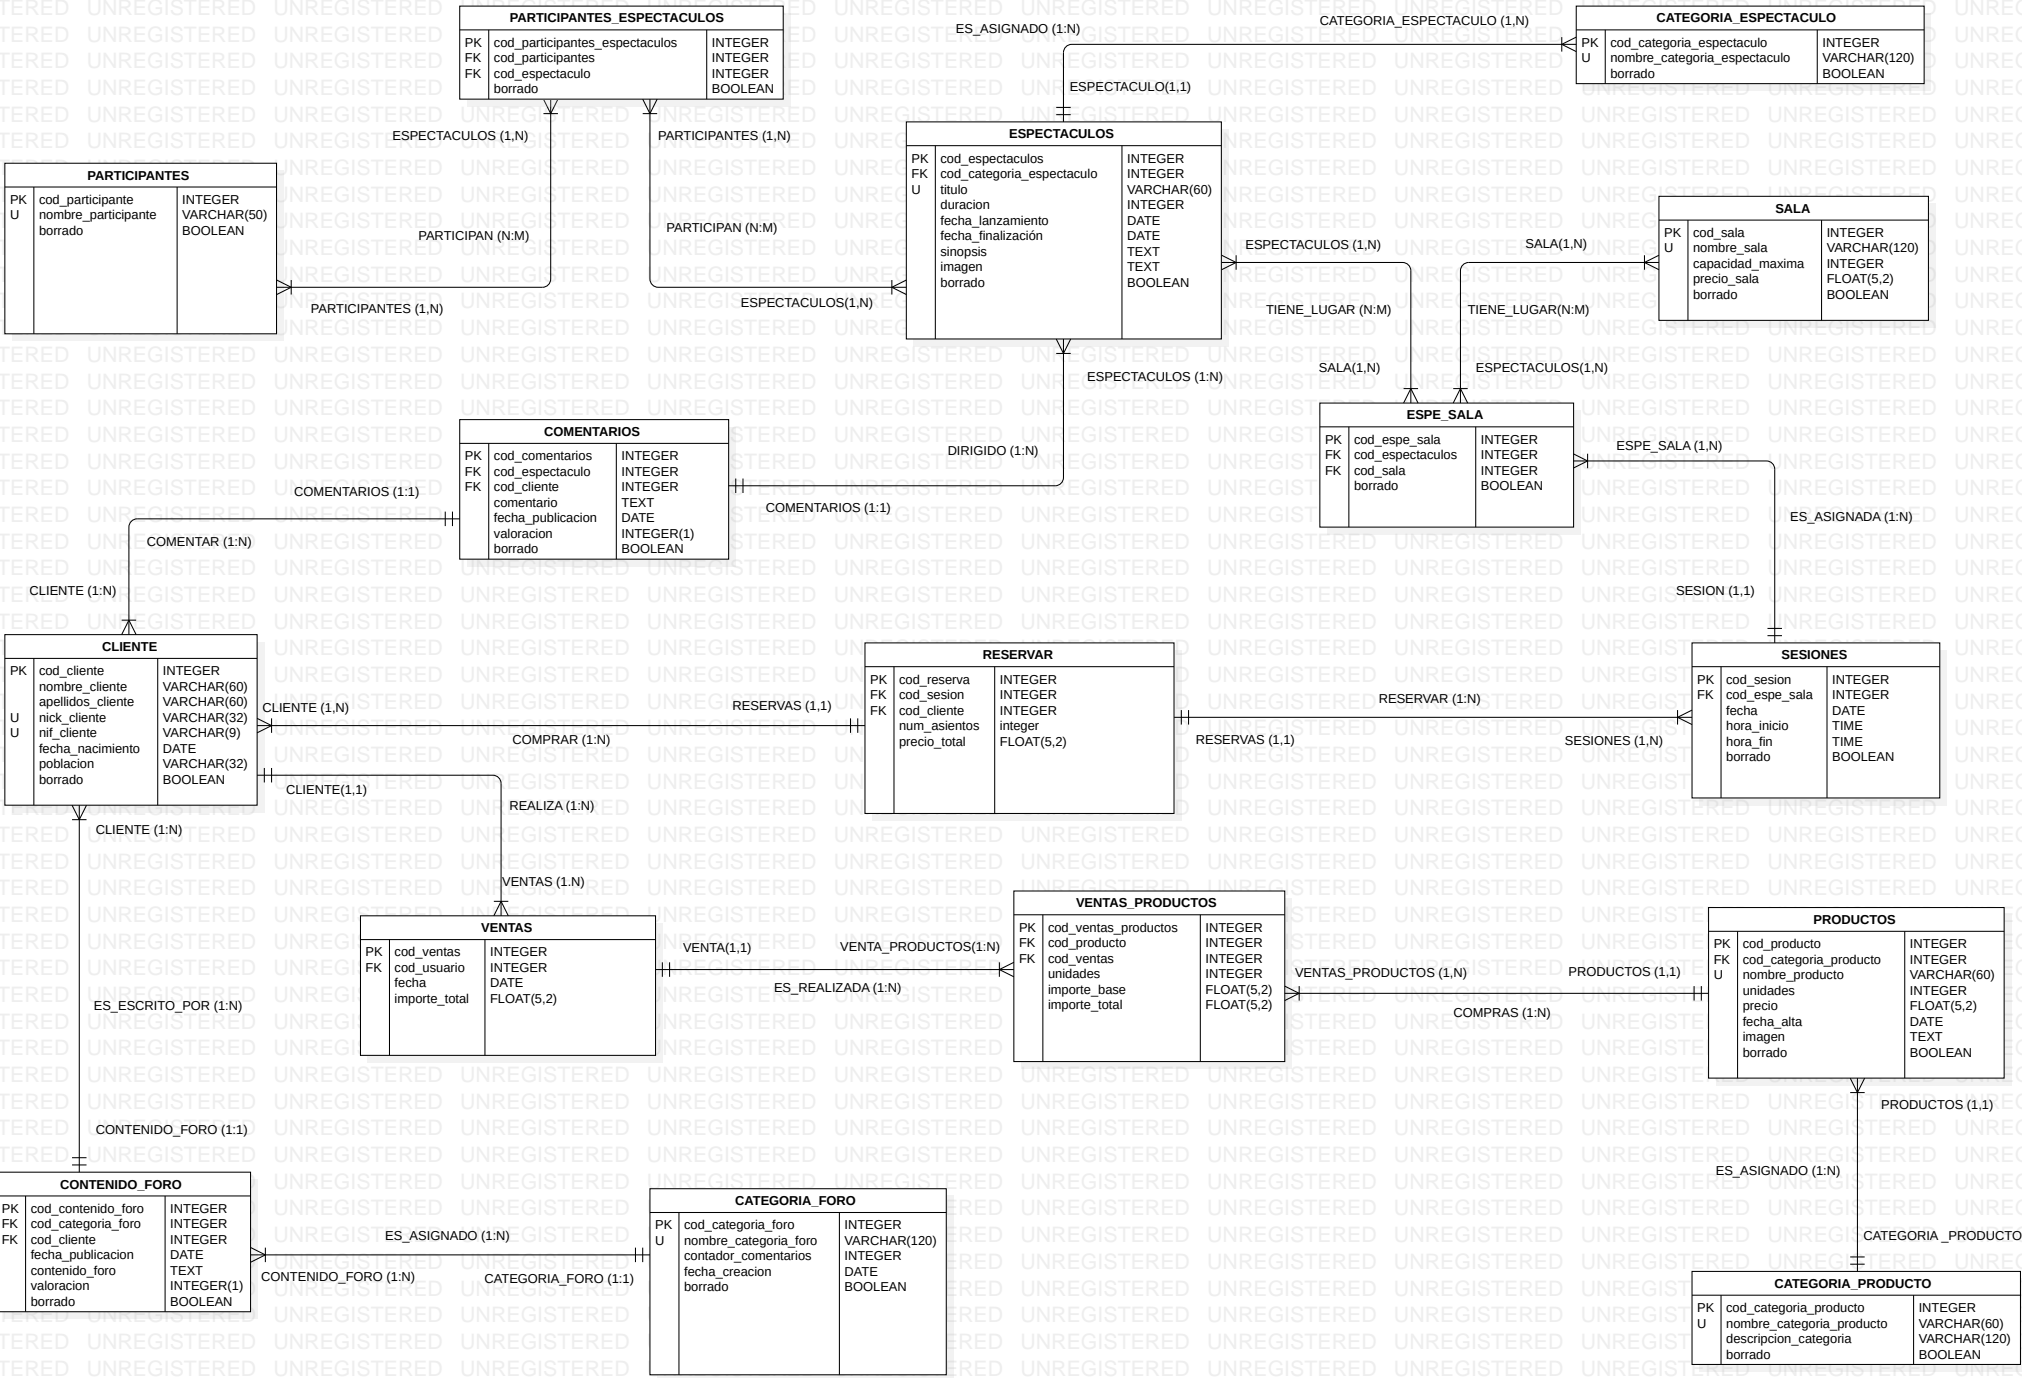 PARTICIPANTES_ESPECTACULOS
PK cod_participantes_espectaculos INTEGER
FK cod_participantes INTEGER
FK cod_espectaculo INTEGER
borrado BOOLEAN
ES_ASIGNADO (1:N)
CATEGORIA_ESPECTACULO (1,N)
CATEGORIA_ESPECTACULO
PK cod_categoria_espectaculo INTEGER
U nombre_categoria_espectaculo VARCHAR(120)
borrado BOOLEAN
ESPECTACULO(1,1)
ESPECTACULOS (1,N)
PARTICIPANTES (1,N)
ESPECTACULOS
PK cod_espectaculos INTEGER
FK cod_categoria_espectaculo INTEGER
U titulo VARCHAR(60)
duracion INTEGER
fecha_lanzamiento DATE
fecha_finalización DATE
sinopsis TEXT
imagen TEXT
borrado BOOLEAN
PARTICIPANTES
PK cod_participante INTEGER
U nombre_participante VARCHAR(50)
borrado BOOLEAN
PARTICIPAN (N:M)
PARTICIPAN (N:M)
PARTICIPANTES (1,N)
ESPECTACULOS(1,N)
SALA
PK cod_sala INTEGER
U nombre_sala VARCHAR(120)
capacidad_maxima INTEGER
precio_sala FLOAT(5,2)
borrado BOOLEAN
ESPECTACULOS (1,N)
SALA(1,N)
TIENE_LUGAR (N:M)
TIENE_LUGAR(N:M)
SALA(1,N)
ESPECTACULOS(1,N)
ESPECTACULOS (1:N)
ESPE_SALA
PK cod_espe_sala INTEGER
FK cod_espectaculos INTEGER
FK cod_sala INTEGER
borrado BOOLEAN
ESPE_SALA (1,N)
COMENTARIOS
PK cod_comentarios INTEGER
FK cod_espectaculo INTEGER
FK cod_cliente INTEGER
comentario TEXT
fecha_publicacion DATE
valoracion INTEGER(1)
borrado BOOLEAN
DIRIGIDO (1:N)
COMENTARIOS (1:1)
COMENTARIOS (1:1)
ES_ASIGNADA (1:N)
COMENTAR (1:N)
CLIENTE (1:N)
SESION (1,1)
CLIENTE
PK cod_cliente INTEGER
nombre_cliente VARCHAR(60)
apellidos_cliente VARCHAR(60)
U nick_cliente VARCHAR(32)
U nif_cliente VARCHAR(9)
fecha_nacimiento DATE
poblacion VARCHAR(32)
borrado BOOLEAN
CLIENTE (1,N)
RESERVAS (1,1)
COMPRAR (1:N)
RESERVAR
PK cod_reserva INTEGER
FK cod_sesion INTEGER
FK cod_cliente INTEGER
num_asientos integer
precio_total FLOAT(5,2)
RESERVAR (1:N)
RESERVAS (1,1)
SESIONES (1,N)
SESIONES
PK cod_sesion INTEGER
FK cod_espe_sala INTEGER
fecha DATE
hora_inicio TIME
hora_fin TIME
borrado BOOLEAN
CLIENTE(1,1)
REALIZA (1:N)
CLIENTE (1:N)
VENTAS (1.N)
VENTAS
PK cod_ventas INTEGER
FK cod_usuario INTEGER
fecha DATE
importe_total FLOAT(5,2)
VENTA(1,1)
VENTA_PRODUCTOS(1:N)
ES_REALIZADA (1:N)
VENTAS_PRODUCTOS
PK cod_ventas_productos INTEGER
FK cod_producto INTEGER
FK cod_ventas INTEGER
unidades INTEGER
importe_base FLOAT(5,2)
importe_total FLOAT(5,2)
VENTAS_PRODUCTOS (1,N)
PRODUCTOS (1,1)
COMPRAS (1:N)
PRODUCTOS
PK cod_producto INTEGER
FK cod_categoria_producto INTEGER
U nombre_producto VARCHAR(60)
unidades INTEGER
precio FLOAT(5,2)
fecha_alta DATE
imagen TEXT
borrado BOOLEAN
ES_ESCRITO_POR (1:N)
PRODUCTOS (1,1)
CONTENIDO_FORO (1:1)
ES_ASIGNADO (1:N)
CONTENIDO_FORO
PK cod_contenido_foro INTEGER
FK cod_categoria_foro INTEGER
FK cod_cliente INTEGER
fecha_publicacion DATE
contenido_foro TEXT
valoracion INTEGER(1)
borrado BOOLEAN
ES_ASIGNADO (1:N)
CONTENIDO_FORO (1:N)
CATEGORIA_FORO (1:1)
CATEGORIA_FORO
PK cod_categoria_foro INTEGER
U nombre_categoria_foro VARCHAR(120)
contador_comentarios INTEGER
fecha_creacion DATE
borrado BOOLEAN
CATEGORIA _PRODUCTO
CATEGORIA_PRODUCTO
PK cod_categoria_producto INTEGER
U nombre_categoria_producto VARCHAR(60)
descripcion_categoria VARCHAR(120)
borrado BOOLEAN
UNREGISTERED